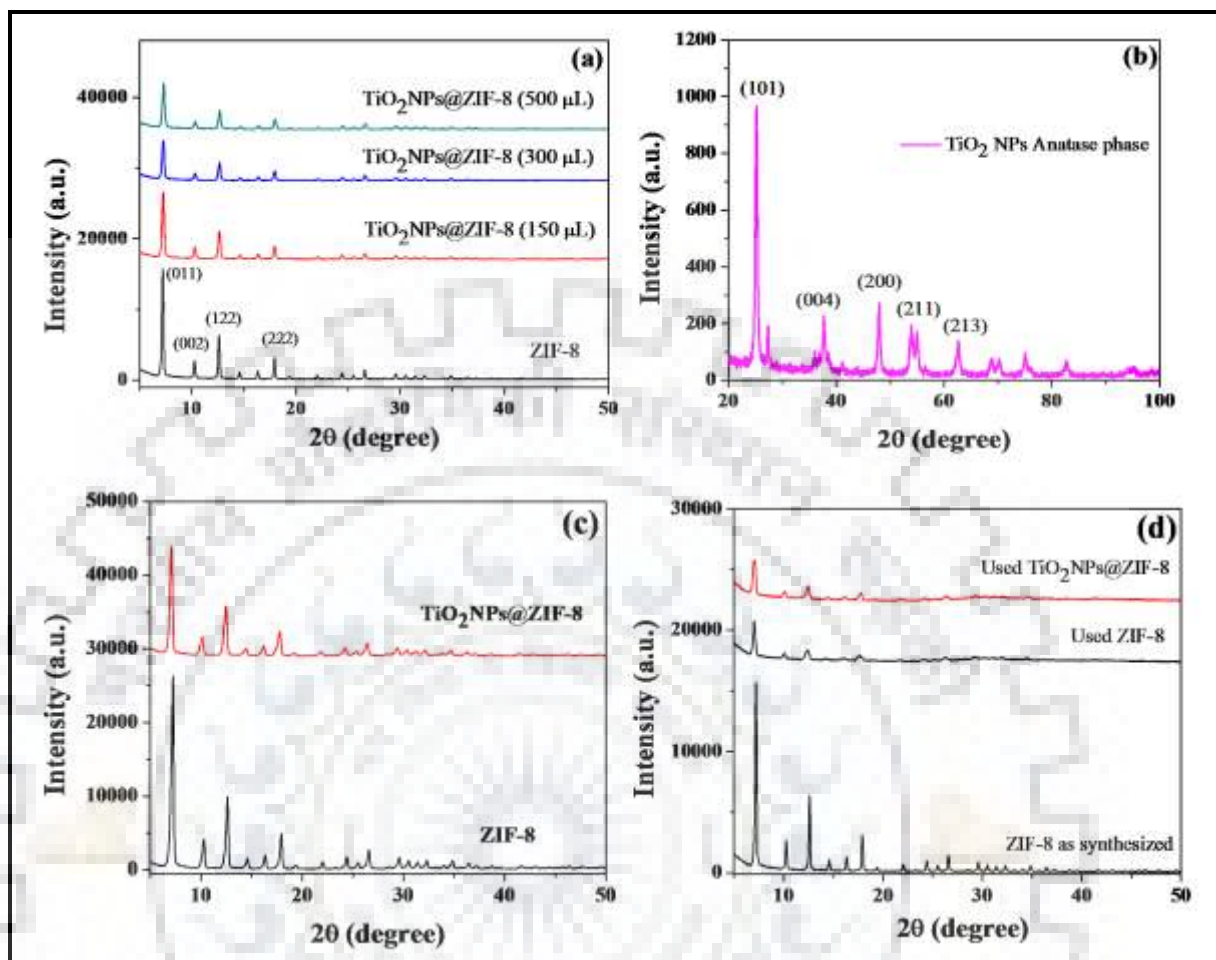 (a)
TiO2NPs@ZIF-8 (500 μL)
TiO2NPs@ZIF-8 (300 μL)
TiO2NPs@ZIF-8 (150 μL)
ZIF-8
(011)
(002)
(122)
(222)
40000
20000
0
10 20 30 40 50
Intensity (a.u.)
2θ (degree)
(b)
(101)
TiO2 NPs Anatase phase
(004)
(200)
(211)
(213)
1200
1000
800
600
400
200
0
20 40 60 80 100
Intensity (a.u.)
2θ (degree)
(c)
TiO2NPs@ZIF-8
ZIF-8
50000
40000
30000
20000
10000
0
10 20 30 40 50
Intensity (a.u.)
2θ (degree)
(d)
Used TiO2NPs@ZIF-8
Used ZIF-8
ZIF-8 as synthesized
30000
20000
10000
0
10 20 30 40 50
Intensity (a.u.)
2θ (degree)